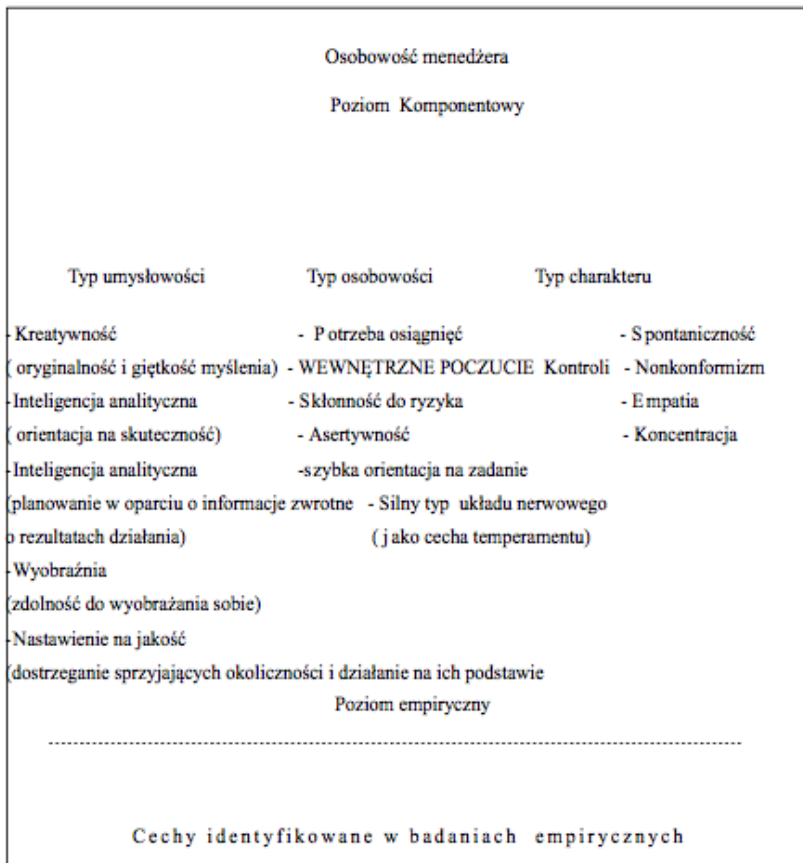 Osobowość menedżera
Poziom Komponentowy
Typ umysłowości Typ osobowości Typ charakteru
- Kreatywność - Potrzeba osiągnięć - Spontaniczność
( oryginalność i giętkość myślenia) - WEWNĘTRZNE POCZUCIE Kontroli - Nonkonformizm
- Inteligencja analityczna - Skłonność do ryzyka - Empatia
( orientacja na skuteczność) - Asertywność - Koncentracja
- Inteligencja analityczna -szybka orientacja na zadanie
(planowanie w oparciu o informacje zwrotne - Silny typ układu nerwowego
o rezultatach działania) ( jako cecha temperamentu)
- Wyobraźnia
(zdolność do wyobrażania sobie)
- Nastawienie na jakość
(dostrzeganie sprzyjających okoliczności i działanie na ich podstawie
Poziom empiryczny
Cechy identyfikowane w badaniach empirycznych